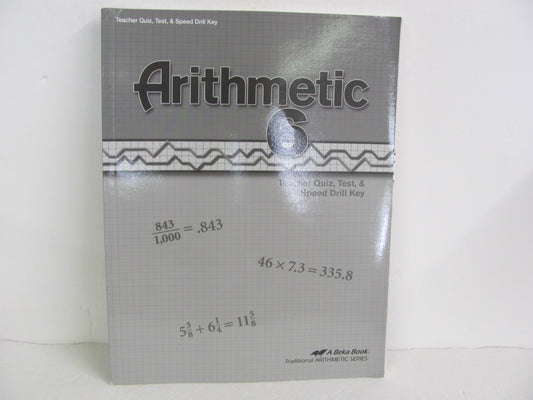 Teacher Quiz, Test, & Speed Drill Key
Arithmetic
6
Teacher Quiz, Test, &
Speed Drill Key
843/1,000 = .843
46 × 7.3 = 335.8
5 3/8 + 6 1/4 = 11 5/8
A Beka Book
Traditional ARITHMETIC SERIES